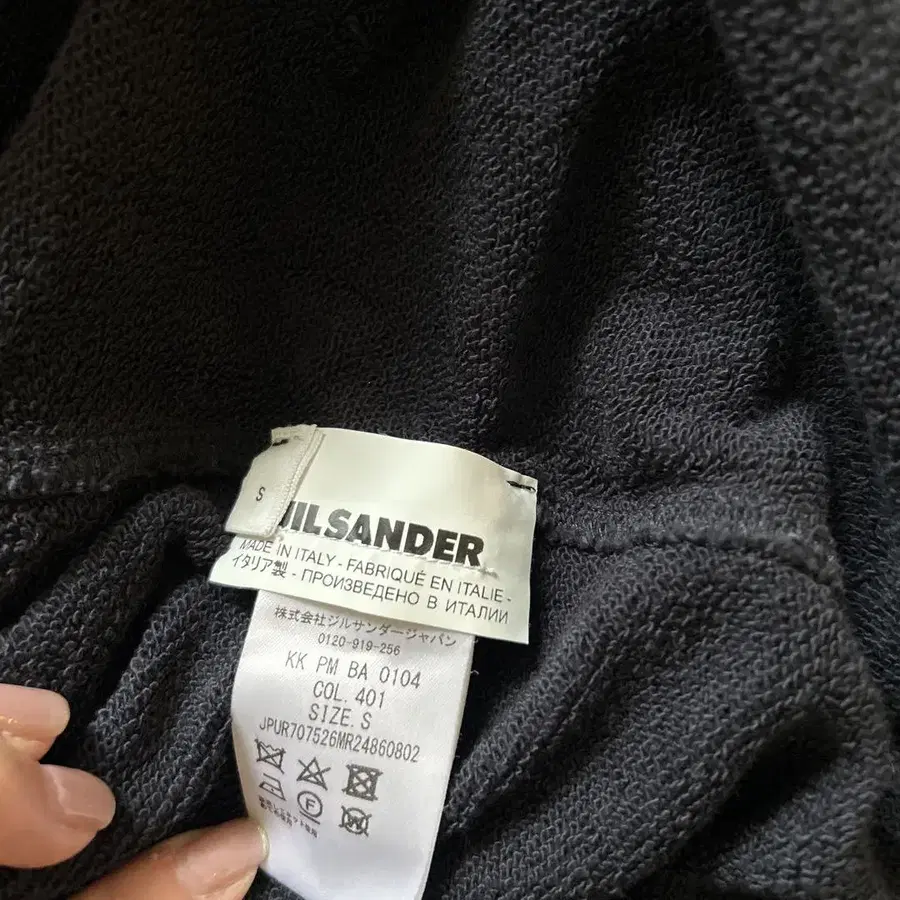 S
JIL SANDER
MADE IN ITALY - FABRIQUÉ EN ITALIE -
イタリア製 - ПРОИЗВЕДЕНО В ИТАЛИИ
株式会社ジルサンダージャパン
0120-919-256
KK PM BA 0104
COL. 401
SIZE. S
JPUR707526MR24860802
F
W